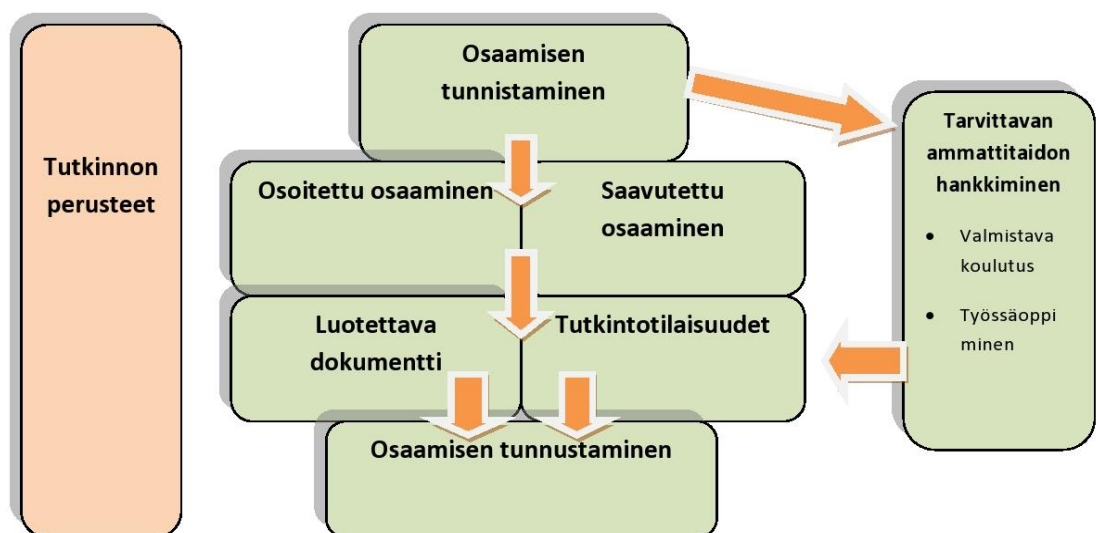 Tutkinnon
perusteet
Osaamisen
tunnistaminen
Osoitettu osaaminen
Saavutettu
osaaminen
Luotettava
dokumentti
Tutkintotilaisuudet
Osaamisen tunnustaminen
Tarvittavan
ammattitaidon
hankkiminen
• Valmistava
koulutus
• Työssäoppi
minen